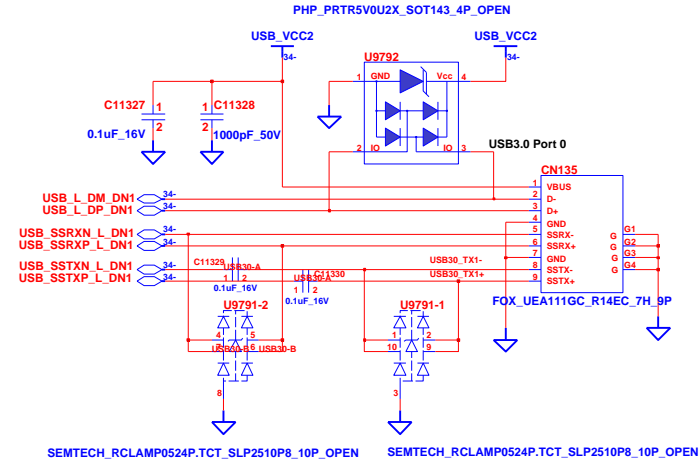 PHP_PRTR5V0U2X_SOT143_4P_OPEN
USB_VCC2
34-
U9792
USB_VCC2
34-
1
GND
Vcc
4
C11327
1
2
0.1uF_16V
C11328
1
2
1000pF_50V
2
IO
IO
3
USB3.0 Port 0
CN135
USB_L_DM_DN1
34-
USB_L_DP_DN1
34-
USB_SSRXN_L_DN1
34-
USB_SSRXP_L_DN1
34-
USB_SSTXN_L_DN1
34-
USB_SSTXP_L_DN1
34-
1 VBUS
2 D-
3 D+
4 GND
5 SSRX-
6 SSRX+
7 GND
8 SSTX-
9 SSTX+
G G1
G G2
G G3
G G4
C11329
USB30-A
1 2
0.1uF_16V
C11330
USB30-A
1 2
0.1uF_16V
USB30_TX1-
USB30_TX1+
FOX_UEA111GC_R14EC_7H_9P
U9791-2
4
5
7
6
USB30-B
USB30-B
8
U9791-1
1
2
10
9
3
SEMTECH_RCLAMP0524P.TCT_SLP2510P8_10P_OPEN
SEMTECH_RCLAMP0524P.TCT_SLP2510P8_10P_OPEN